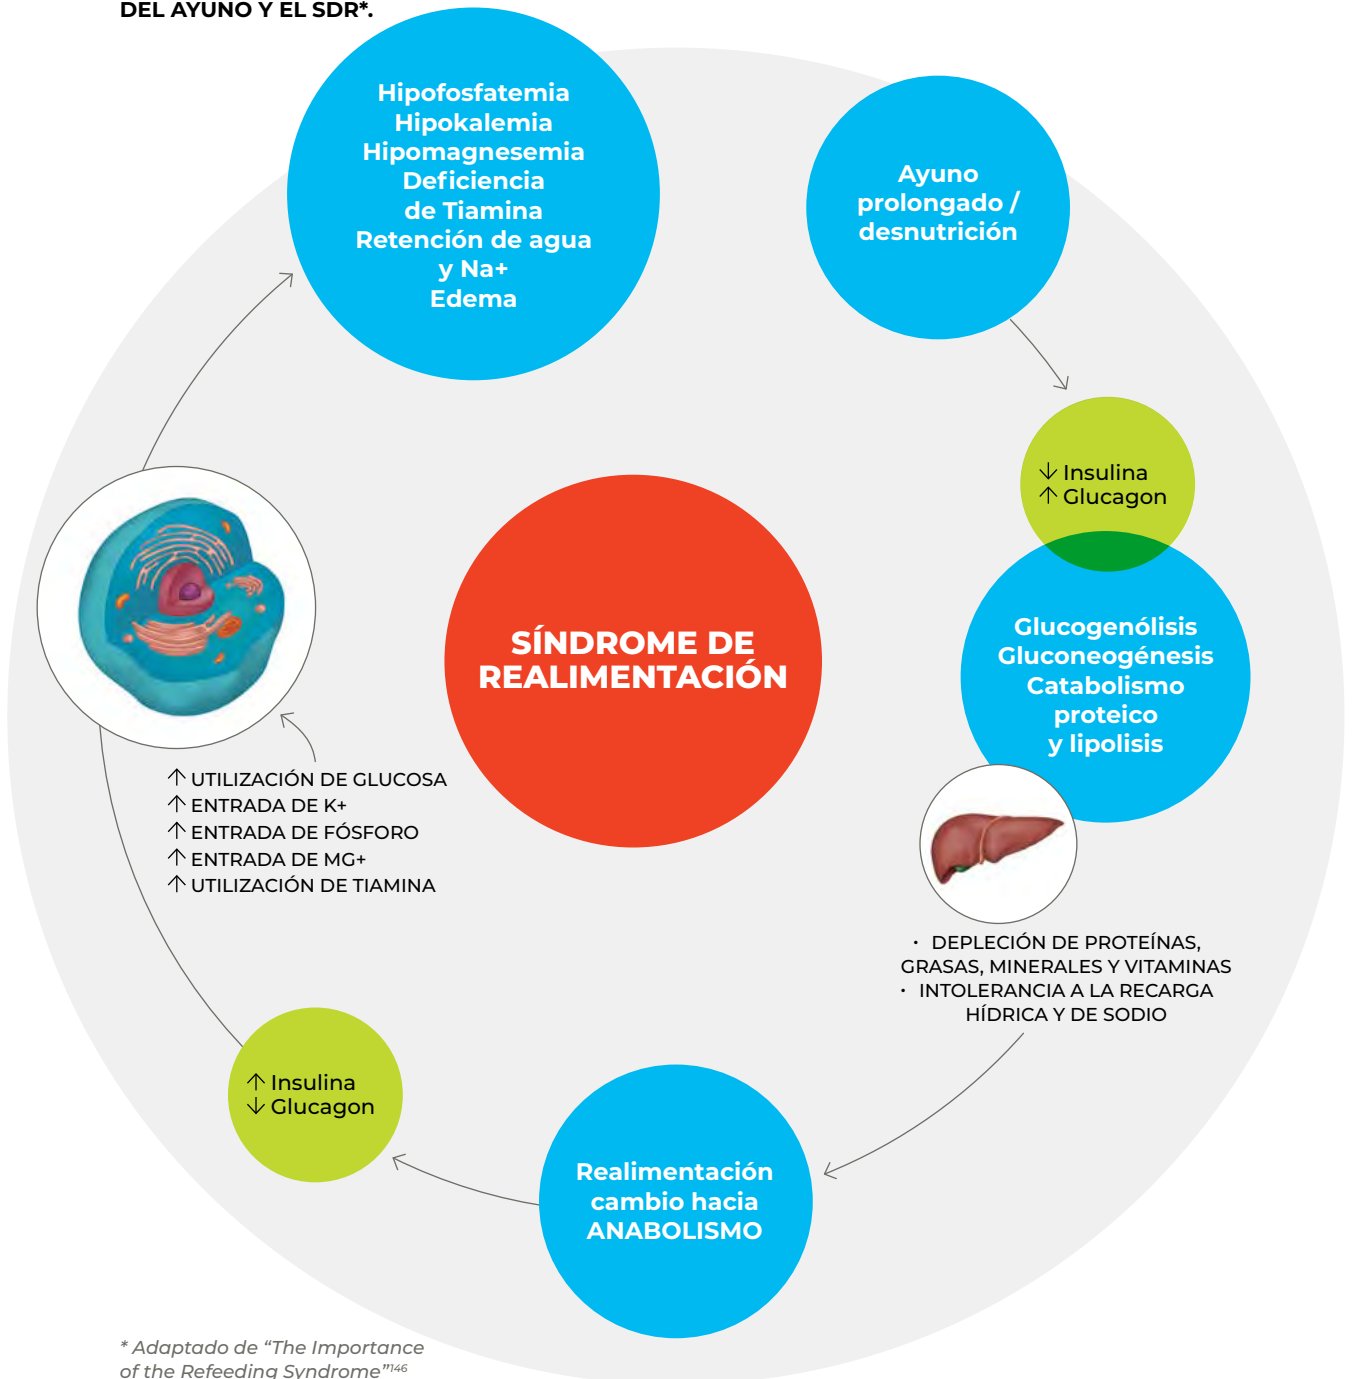 DEL AYUNO Y EL SDR*.
Hipofosfatemia
Hipokalemia
Hipomagnesemia
Deficiencia
de Tiamina
Retención de agua
y Na+
Edema
Ayuno
prolongado /
desnutrición
↓ Insulina
↑ Glucagon
Glucogenólisis
Gluconeogénesis
Catabolismo
proteico
y lipolisis
SÍNDROME DE
REALIMENTACIÓN
↑ UTILIZACIÓN DE GLUCOSA
↑ ENTRADA DE K+
↑ ENTRADA DE FÓSFORO
↑ ENTRADA DE MG+
↑ UTILIZACIÓN DE TIAMINA
· DEPLECIÓN DE PROTEÍNAS,
GRASAS, MINERALES Y VITAMINAS
· INTOLERANCIA A LA RECARGA
HÍDRICA Y DE SODIO
↑ Insulina
↓ Glucagon
Realimentación
cambio hacia
ANABOLISMO
* Adaptado de “The Importance
of the Refeeding Syndrome”146